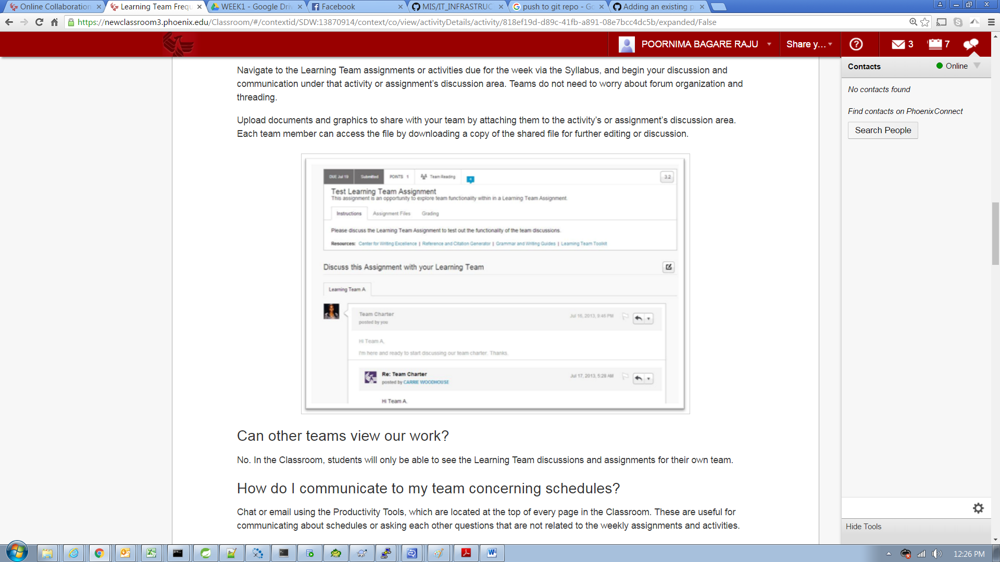 Online Collaboration
Learning Team Frequ
WEEK1 - Google Driv
Facebook
MIS/IT_INFRASTRUC
push to git repo - Go
Adding an existing p
https://newclassroom3.phoenix.edu/Classroom/#/contextid/SDW:13870914/context/co/view/activityDetails/activity/818ef19d-d89c-41fb-a891-08e7bcc4dc5b/expanded/False
POORNIMA BAGARE RAJU
Share y...
3
7
Navigate to the Learning Team assignments or activities due for the week via the Syllabus, and begin your discussion and
communication under that activity or assignment’s discussion area. Teams do not need to worry about forum organization and
threading.
Upload documents and graphics to share with your team by attaching them to the activity’s or assignment’s discussion area.
Each team member can access the file by downloading a copy of the shared file for further editing or discussion.
DUE Jul 19 Submitted POINTS 1 Team Reading 4 3.2
Test Learning Team Assignment
This assignment is an opportunity to explore team functionality within in a Learning Team Assignment.
Instructions Assignment Files Grading
Please discuss the Learning Team Assignment to test out the functionality of the team discussions.
Resources: Center for Writing Excellence | Reference and Citation Generator | Grammar and Writing Guides | Learning Team Toolkit
Discuss this Assignment with your Learning Team
Learning Team A
Team Charter Jul 16, 2013, 9:46 PM
posted by you
Hi Team A,
I'm here and ready to start discussing our team charter. Thanks.
Re: Team Charter Jul 17, 2013, 5:28 AM
posted by CARRIE WOODHOUSE
Hi Team A,
Can other teams view our work?
No. In the Classroom, students will only be able to see the Learning Team discussions and assignments for their own team.
How do I communicate to my team concerning schedules?
Chat or email using the Productivity Tools, which are located at the top of every page in the Classroom. These are useful for
communicating about schedules or asking each other questions that are not related to the weekly assignments and activities.
Contacts Online
No contacts found
Find contacts on PhoenixConnect
Search People
Hide Tools
12:26 PM